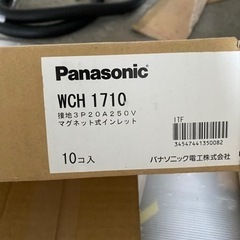 Panasonic
WCH 1710
接地3P20A250V
マグネット式インレット
ITF
34547441350082
10コ入
パナソニック電工株式会社